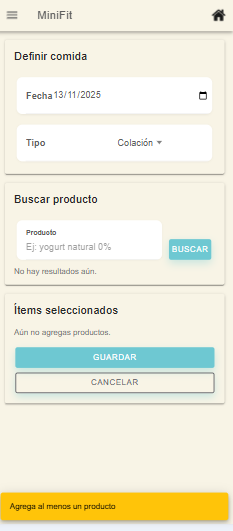 MiniFit
Definir comida
Fecha 13/11/2025
Tipo Colación
Buscar producto
Producto
Ej: yogurt natural 0%
BUSCAR
No hay resultados aún.
Ítems seleccionados
Aún no agregas productos.
GUARDAR
CANCELAR
Agrega al menos un producto